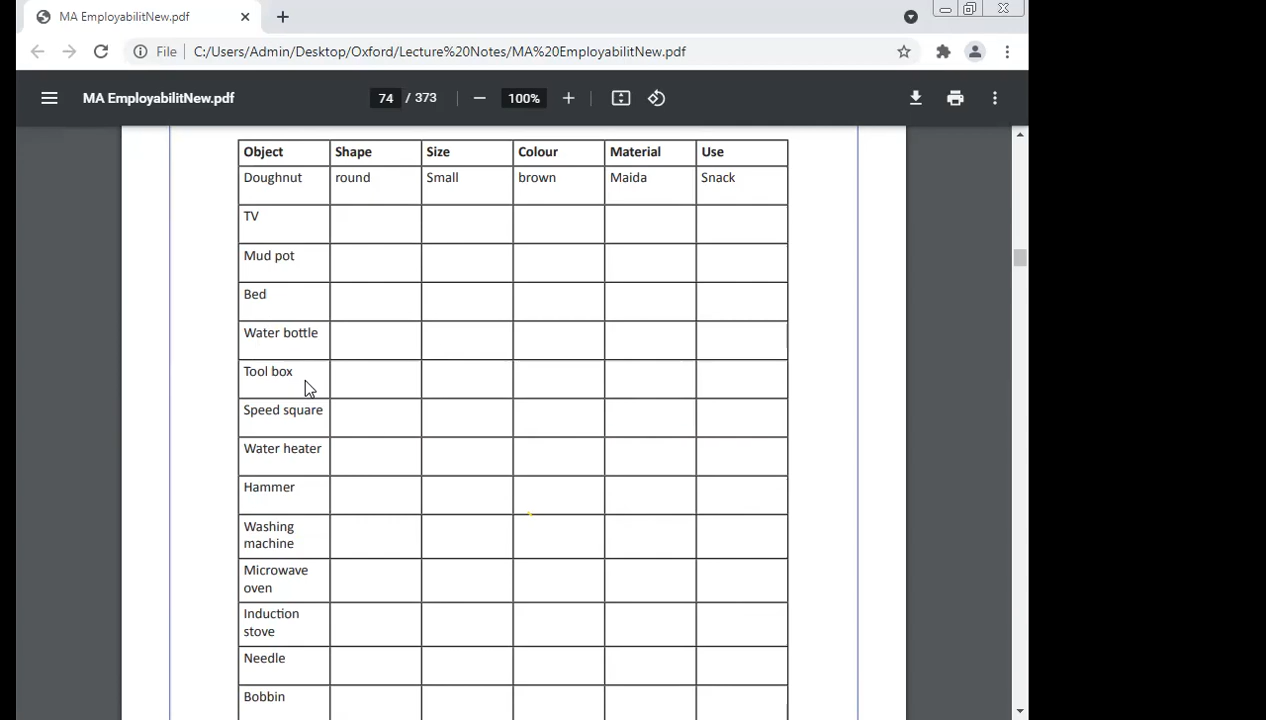 MA EmployabilitNew.pdf
File C:/Users/Admin/Desktop/Oxford/Lecture%20Notes/MA%20EmployabilitNew.pdf
MA EmployabilitNew.pdf 74 / 373 100%
Object Shape Size Colour Material Use
Doughnut round Small brown Maida Snack
TV
Mud pot
Bed
Water bottle
Tool box
Speed square
Water heater
Hammer
Washing
machine
Microwave
oven
Induction
stove
Needle
Bobbin